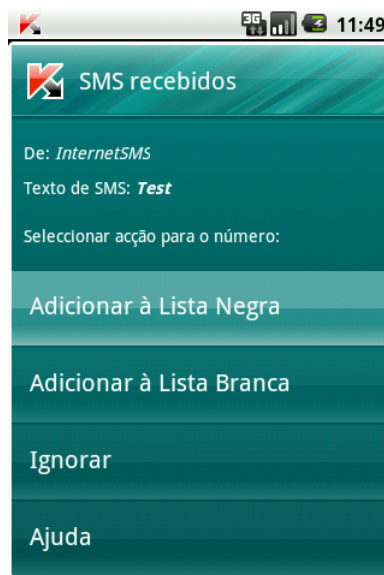 3G 11:49
SMS recebidos
De: InternetSMS
Texto de SMS: Test
Seleccionar acção para o número:
Adicionar à Lista Negra
Adicionar à Lista Branca
Ignorar
Ajuda